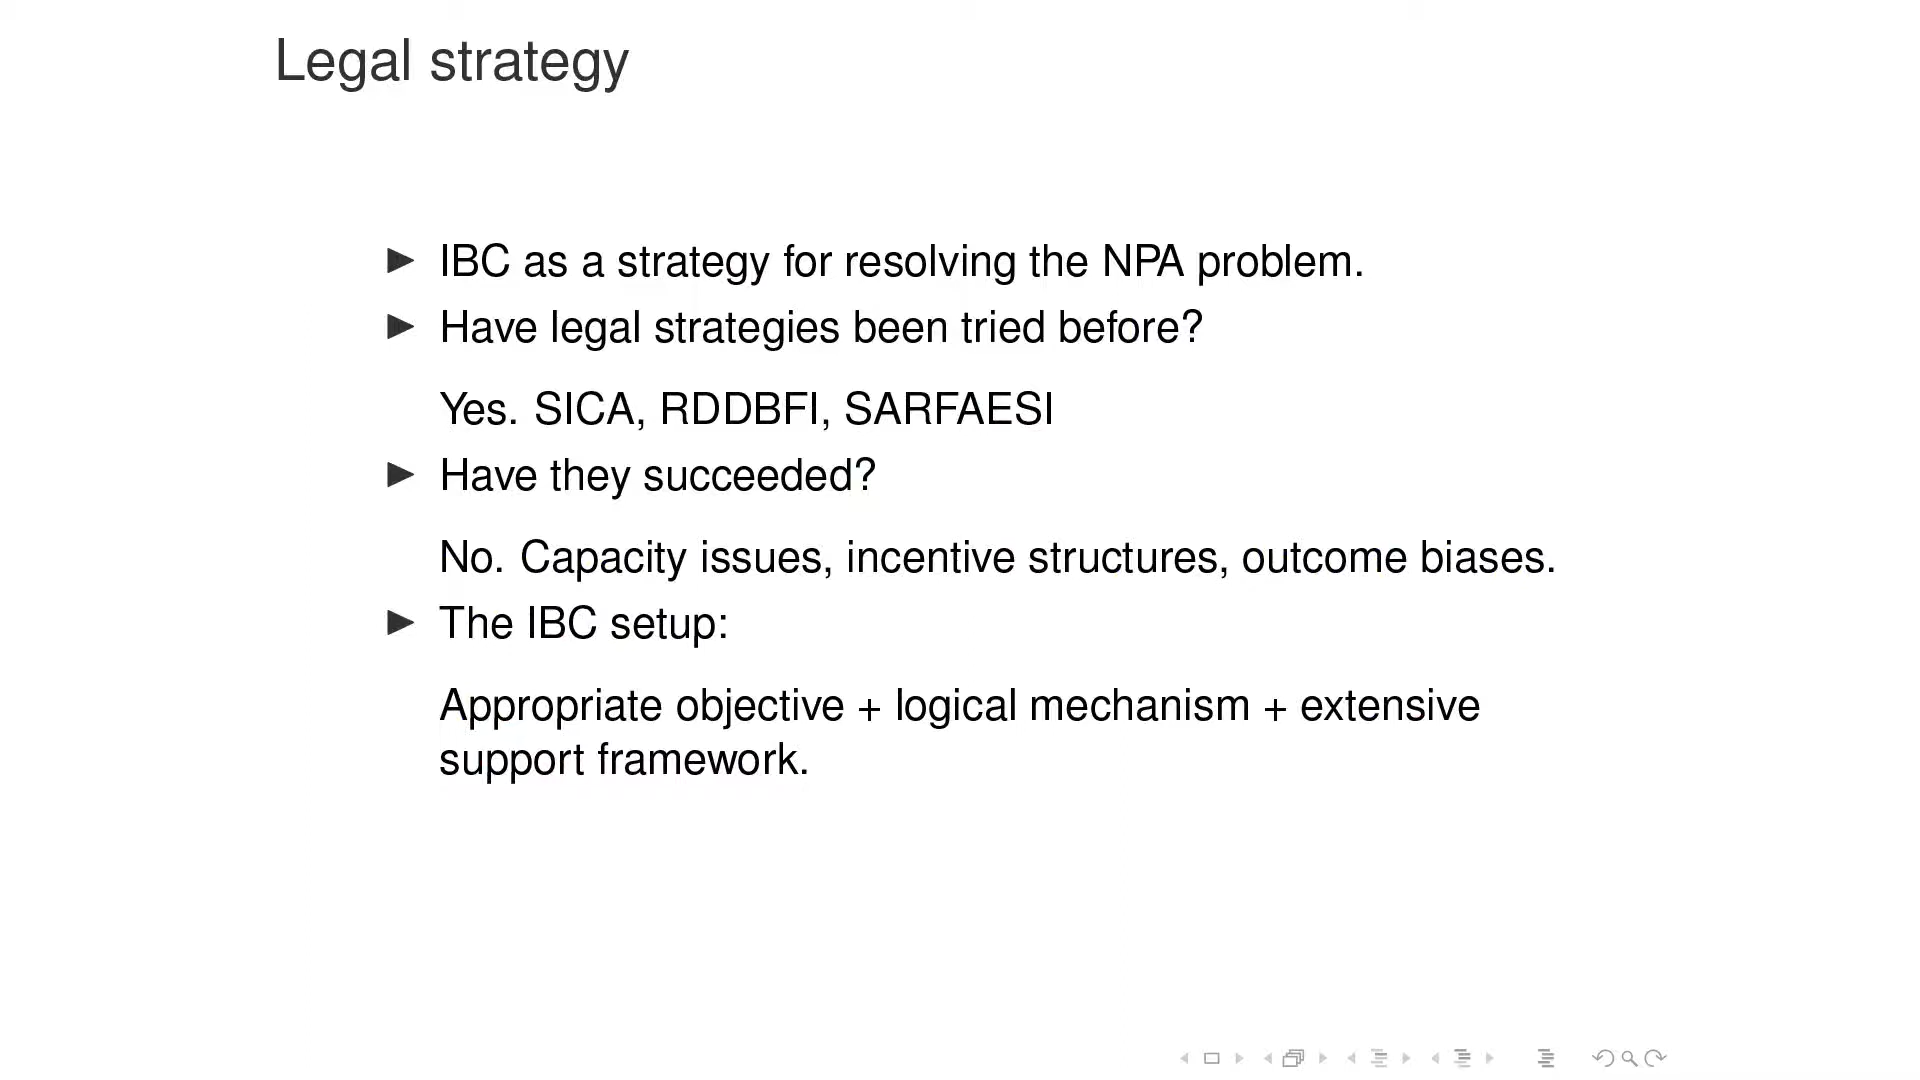 Legal strategy
IBC as a strategy for resolving the NPA problem.
Have legal strategies been tried before?
Yes. SICA, RDDBFI, SARFAESI
Have they succeeded?
No. Capacity issues, incentive structures, outcome biases.
The IBC setup:
Appropriate objective + logical mechanism + extensive
support framework.